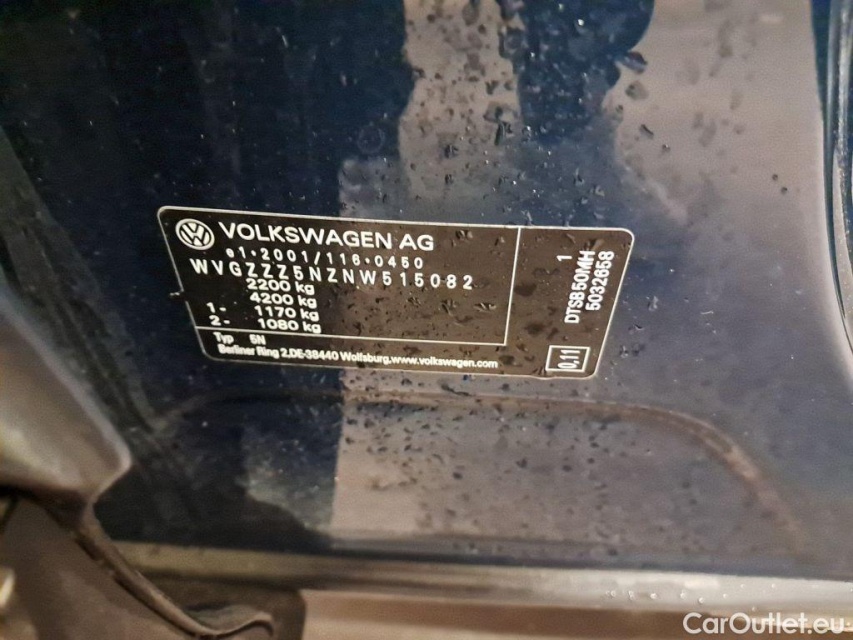 VOLKSWAGEN AG
e1*2001/116*0450
WVGZZZ5NZNW515082
2200 kg
4200 kg
1- 1170 kg
2- 1080 kg
Typ 5N
Berliner Ring 2,DE-38440 Wolfsburg,www.volkswagen.com
1
DTSB50MH
5032658
0,11
CarOutlet.eu